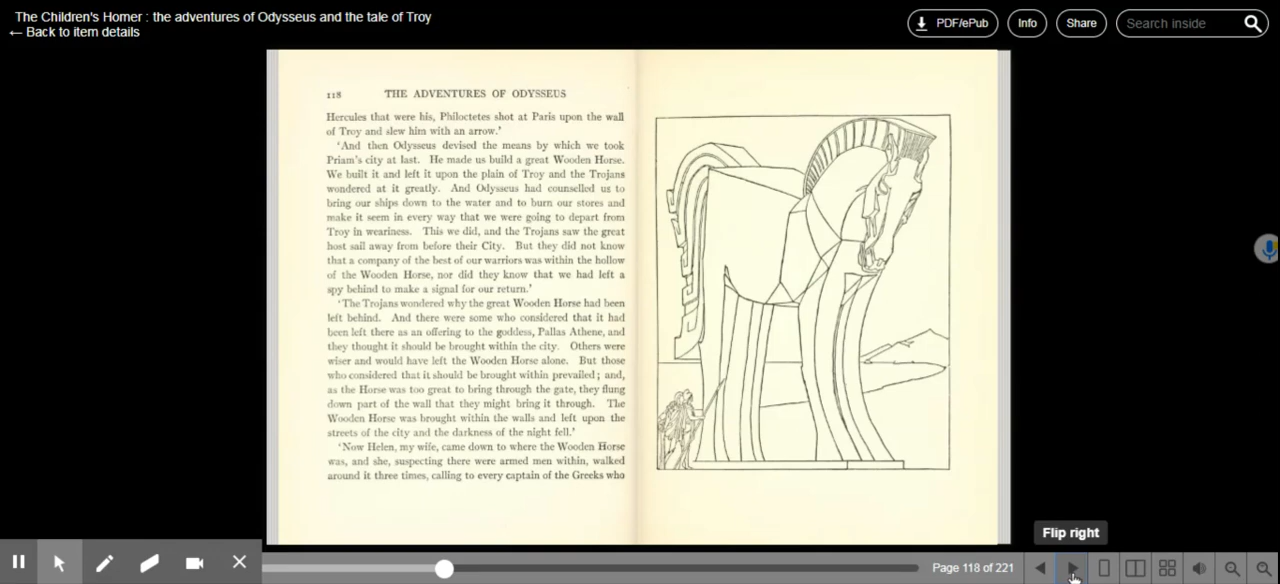 The Children's Homer : the adventures of Odysseus and the tale of Troy
← Back to item details
PDF/ePub
Info
Share
Search inside
118 THE ADVENTURES OF ODYSSEUS
Hercules that were his, Philoctetes shot at Paris upon the wall
of Troy and slew him with an arrow.'
'And then Odysseus devised the means by which we took
Priam's city at last. He made us build a great Wooden Horse.
We built it and left it upon the plain of Troy and the Trojans
wondered at it greatly. And Odysseus had counselled us to
bring our ships down to the water and to burn our stores and
make it seem in every way that we were going to depart from
Troy in weariness. This we did, and the Trojans saw the great
host sail away from before their City. But they did not know
that a company of the best of our warriors was within the hollow
of the Wooden Horse, nor did they know that we had left a
spy behind to make a signal for our return.'
'The Trojans wondered why the great Wooden Horse had been
left behind. And there were some who considered that it had
been left there as an offering to the goddess, Pallas Athene, and
they thought it should be brought within the city. Others were
wiser and would have left the Wooden Horse alone. But those
who considered that it should be brought within prevailed; and,
as the Horse was too great to bring through the gate, they flung
down part of the wall that they might bring it through. The
Wooden Horse was brought within the walls and left upon the
streets of the city and the darkness of the night fell.'
'Now Helen, my wife, came down to where the Wooden Horse
was, and she, suspecting there were armed men within, walked
around it three times, calling to every captain of the Greeks who
Flip right
Page 118 of 221